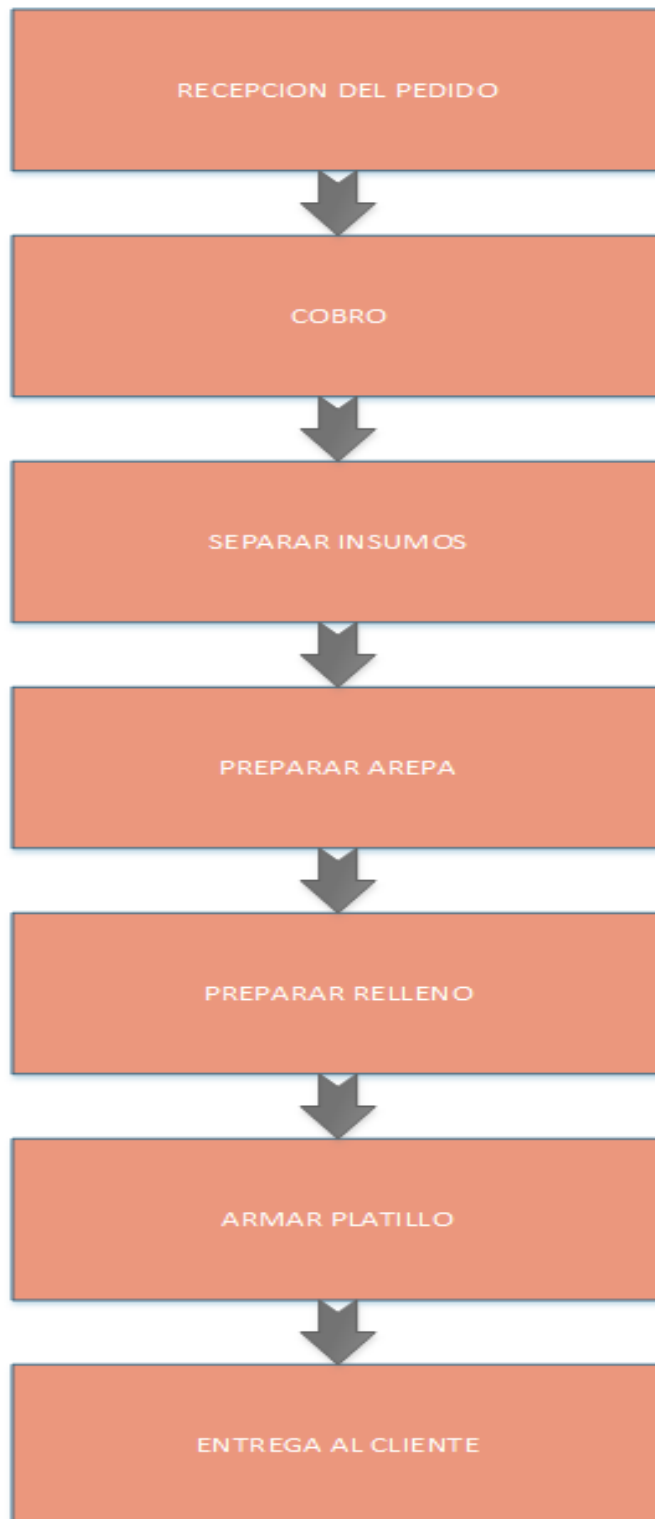 RECEPCION DEL PEDIDO
COBRO
SEPARAR INSUMOS
PREPARAR AREPA
PREPARAR RELLENO
ARMAR PLATILLO
ENTREGA AL CLIENTE